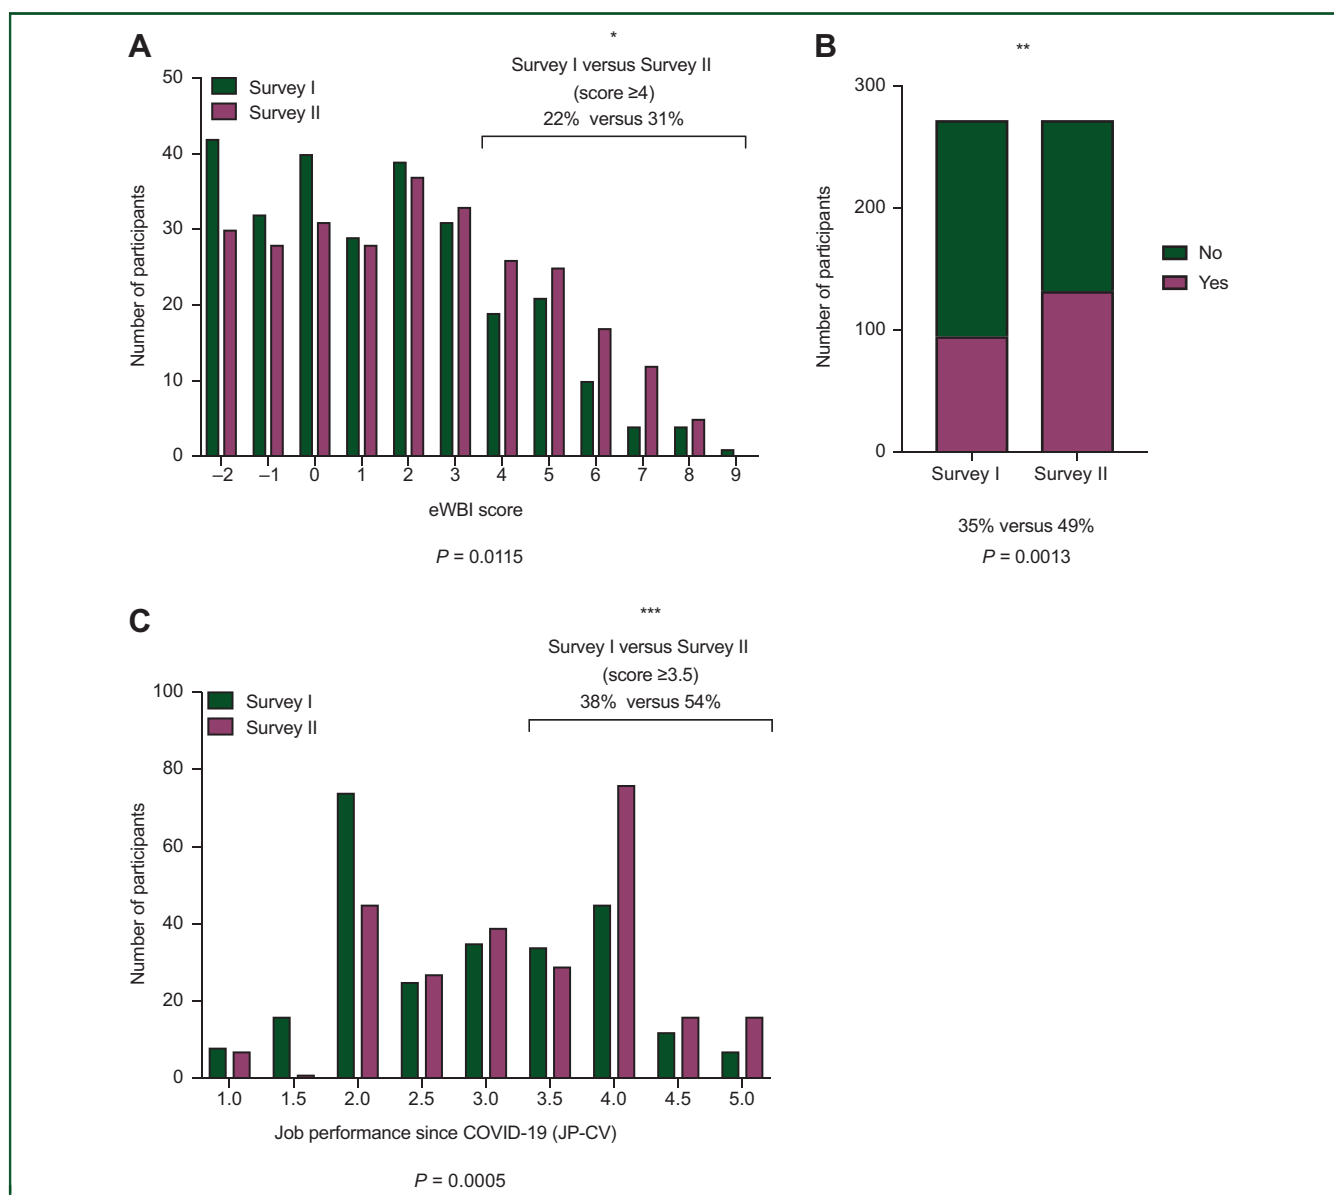 A
*
Survey I versus Survey II
(score ≥4)
22% versus 31%
Survey I
Survey II
50
40
30
20
10
0
Number of participants
–2 –1 0 1 2 3 4 5 6 7 8 9
eWBI score
P = 0.0115
B
**
300
200
100
0
Number of participants
No
Yes
Survey I Survey II
35% versus 49%
P = 0.0013
C
***
Survey I versus Survey II
(score ≥3.5)
38% versus 54%
Survey I
Survey II
100
80
60
40
20
0
Number of participants
1.0 1.5 2.0 2.5 3.0 3.5 4.0 4.5 5.0
Job performance since COVID-19 (JP-CV)
P = 0.0005